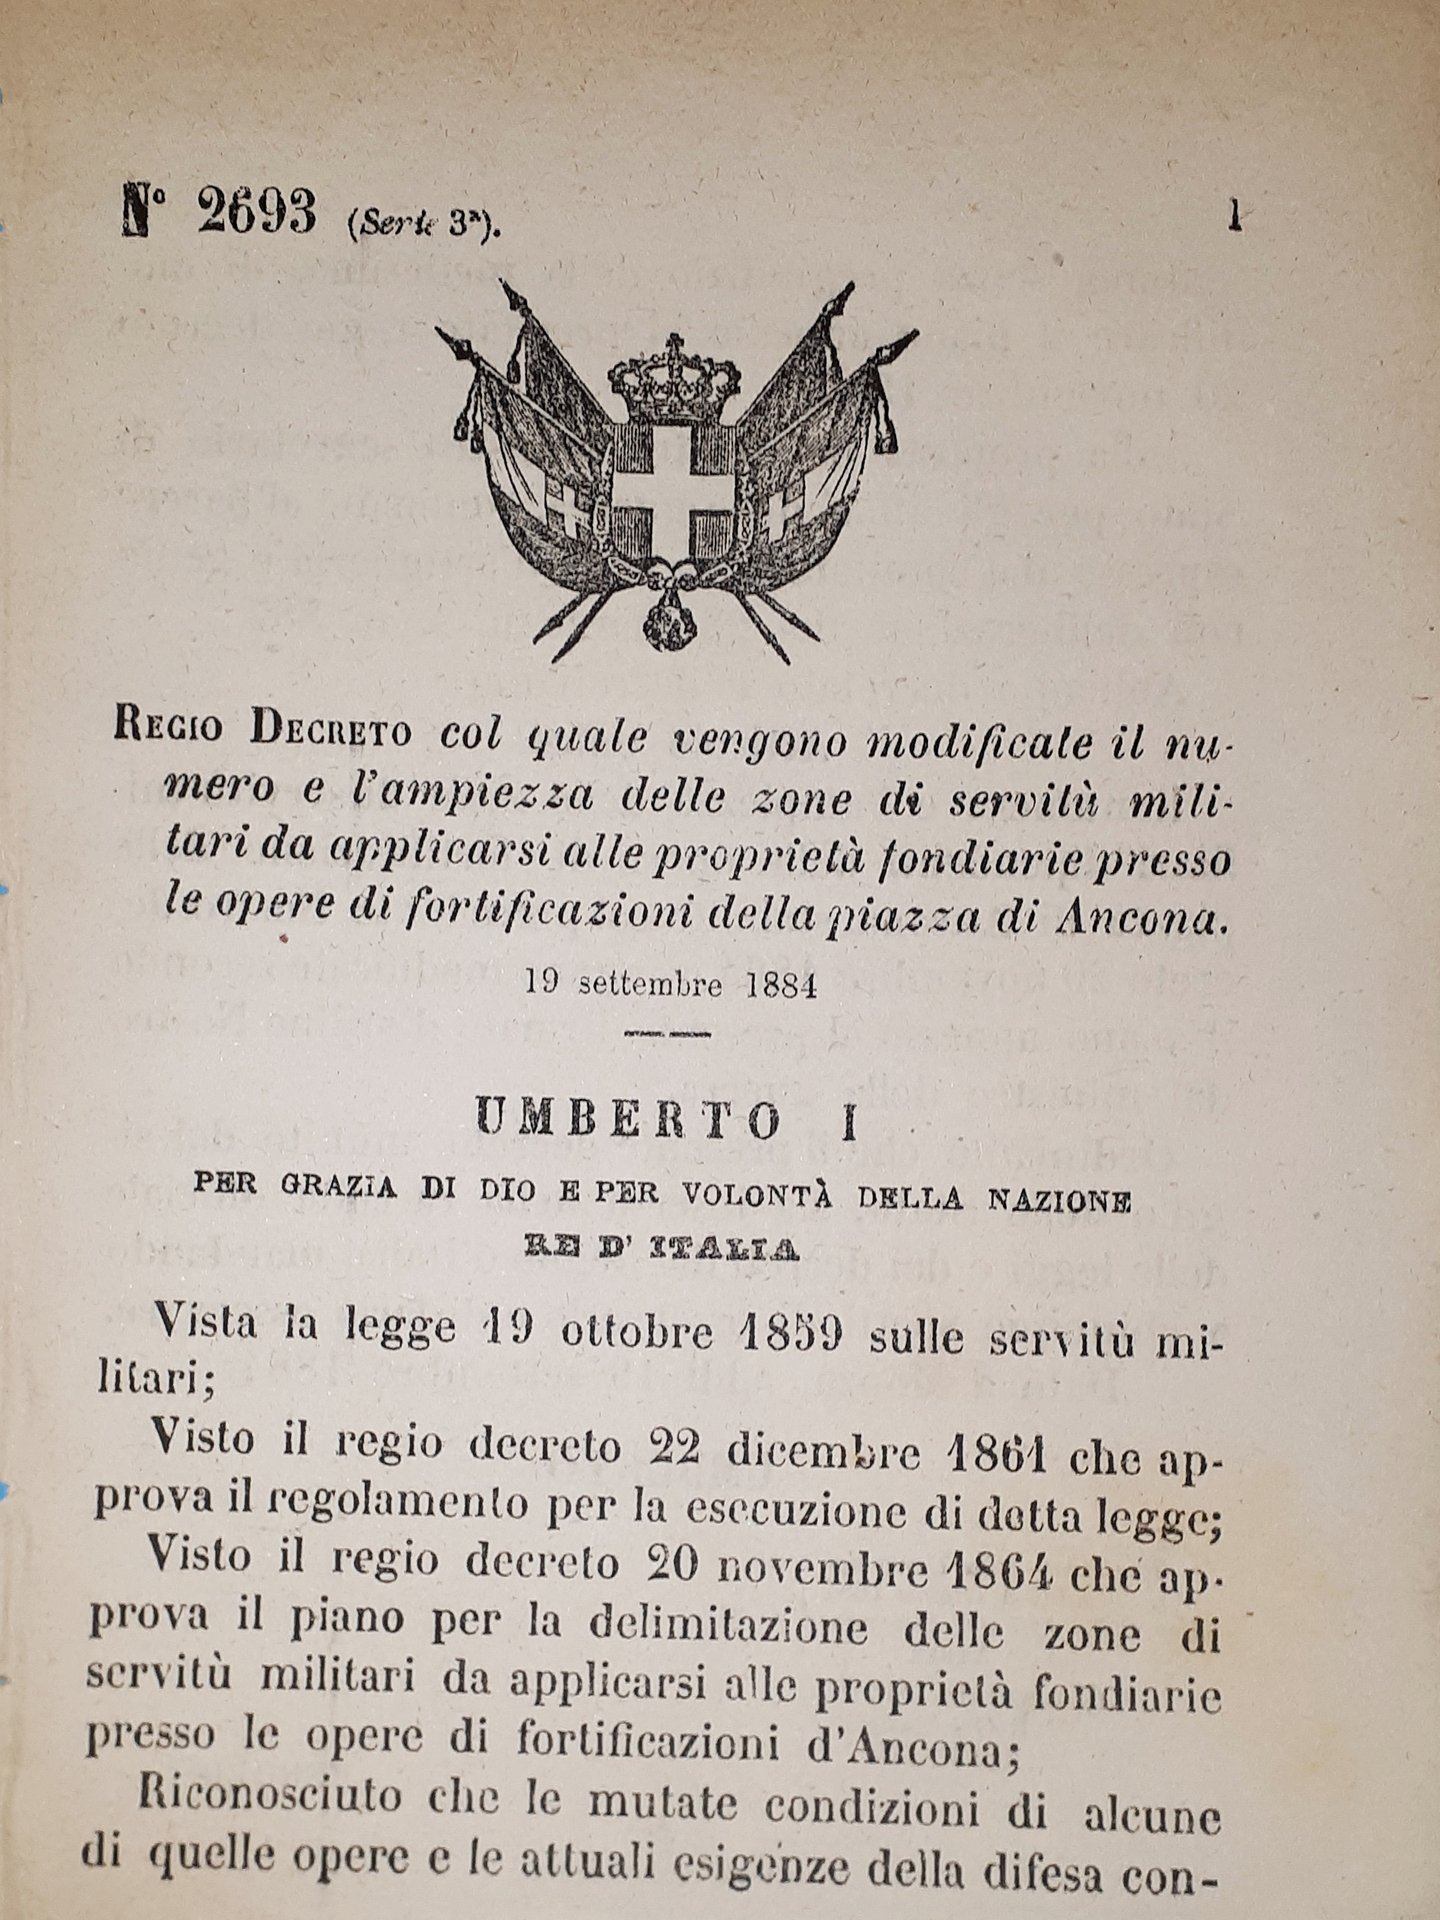 N° 2693 (Serie 3ª). 1
REGIO DECRETO col quale vengono modificate il nu-
mero e l'ampiezza delle zone di servitù mili-
tari da applicarsi alle proprietà fondiarie presso
le opere di fortificazioni della piazza di Ancona.
19 settembre 1884
UMBERTO I
PER GRAZIA DI DIO E PER VOLONTÀ DELLA NAZIONE
RE D'ITALIA
Vista la legge 19 ottobre 1859 sulle servitù mi-
litari;
Visto il regio decreto 22 dicembre 1861 che ap-
prova il regolamento per la esecuzione di detta legge;
Visto il regio decreto 20 novembre 1864 che ap-
prova il piano per la delimitazione delle zone di
servitù militari da applicarsi alle proprietà fondiarie
presso le opere di fortificazioni d'Ancona;
Riconosciuto che le mutate condizioni di alcune
di quelle opere e le attuali esigenze della difesa con-